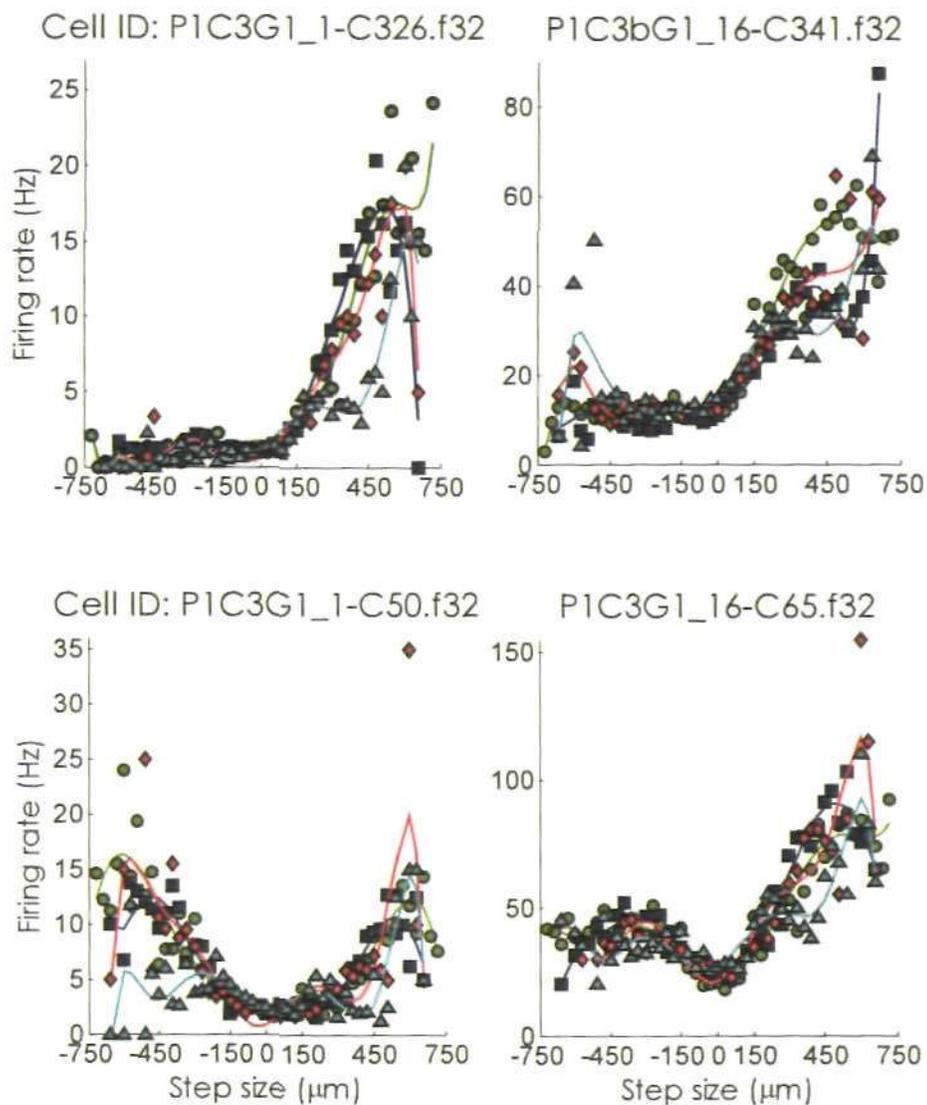 Cell ID: P1C3G1_1-C326.f32
P1C3bG1_16-C341.f32
Firing rate (Hz)
25
20
15
10
5
0
-750 -450 -150 0 150 450 750
80
60
40
20
0
-750 -450 -150 0 150 450 750
Cell ID: P1C3G1_1-C50.f32
P1C3G1_16-C65.f32
Firing rate (Hz)
35
30
25
20
15
10
5
0
-750 -450 -150 0 150 450 750
Step size (μm)
150
100
50
0
-750 -450 -150 0 150 450 750
Step size (μm)